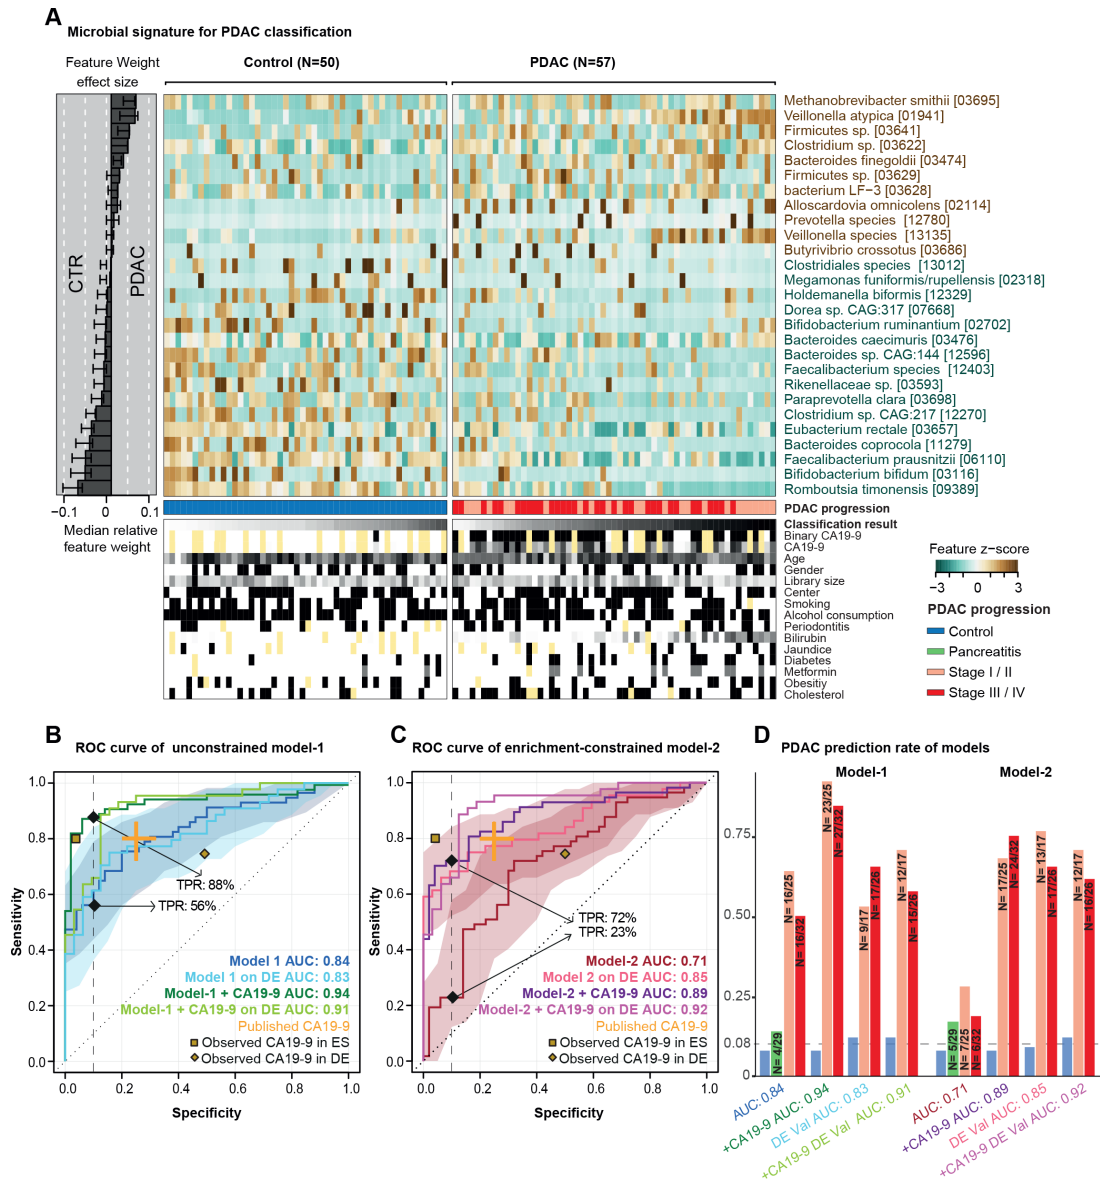 A
Microbial signature for PDAC classification
Feature Weight
effect size
Control (N=50)
PDAC (N=57)
CTR
PDAC
−0.1
0
0.1
Median relative
feature weight
Methanobrevibacter smithii [03695]
Veillonella atypica [01941]
Firmicutes sp. [03641]
Clostridium sp. [03622]
Bacteroides finegoldii [03474]
Firmicutes sp. [03629]
bacterium LF−3 [03628]
Alloscardovia omnicolens [02114]
Prevotella species [12780]
Veillonella species [13135]
Butyrivibrio crossotus [03686]
Clostridiales species [13012]
Megamonas funiformis/rupellensis [02318]
Holdemanella biformis [12329]
Dorea sp. CAG:317 [07668]
Bifidobacterium ruminantium [02702]
Bacteroides caecimuris [03476]
Bacteroides sp. CAG:144 [12596]
Faecalibacterium species [12403]
Rikenellaceae sp. [03593]
Paraprevotella clara [03698]
Clostridium sp. CAG:217 [12270]
Eubacterium rectale [03657]
Bacteroides coprocola [11279]
Faecalibacterium prausnitzii [06110]
Bifidobacterium bifidum [03116]
Romboutsia timonensis [09389]
PDAC progression
Classification result
Binary CA19-9
CA19-9
Age
Gender
Library size
Center
Smoking
Alcohol consumption
Periodontitis
Bilirubin
Jaundice
Diabetes
Metformin
Obesitiy
Cholesterol
Feature z−score
−3
0
3
PDAC progression
Control
Pancreatitis
Stage I / II
Stage III / IV
B
ROC curve of unconstrained model-1
Sensitivity
1.0
0.8
0.6
0.4
0.2
0.0
TPR: 88%
TPR: 56%
Model 1 AUC: 0.84
Model 1 on DE AUC: 0.83
Model-1 + CA19-9 AUC: 0.94
Model-1 + CA19-9 on DE AUC: 0.91
Published CA19-9
Observed CA19-9 in ES
Observed CA19-9 in DE
0.0
0.2
0.4
0.6
0.8
1.0
Specificity
C
ROC curve of enrichment-constrained model-2
Sensitivity
1.0
0.8
0.6
0.4
0.2
0.0
TPR: 72%
TPR: 23%
Model-2 AUC: 0.71
Model 2 on DE AUC: 0.85
Model-2 + CA19-9 AUC: 0.89
Model-2 + CA19-9 on DE AUC: 0.92
Published CA19-9
Observed CA19-9 in ES
Observed CA19-9 in DE
0.0
0.2
0.4
0.6
0.8
1.0
Specificity
D
PDAC prediction rate of models
Model-1
Model-2
0.75
0.50
0.25
0.08
0
N= 4/29
N= 16/25
N= 16/32
N= 23/25
N= 27/32
N= 9/17
N= 17/26
N= 12/17
N= 15/26
N= 5/29
N= 7/25
N= 6/32
N= 17/25
N= 24/32
N= 13/17
N= 17/26
N= 12/17
N= 16/26
AUC: 0.84
+CA19-9 AUC: 0.94
DE Val AUC: 0.83
+CA19-9 DE Val AUC: 0.91
AUC: 0.71
+CA19-9 AUC: 0.89
DE Val AUC: 0.85
+CA19-9 DE Val AUC: 0.92